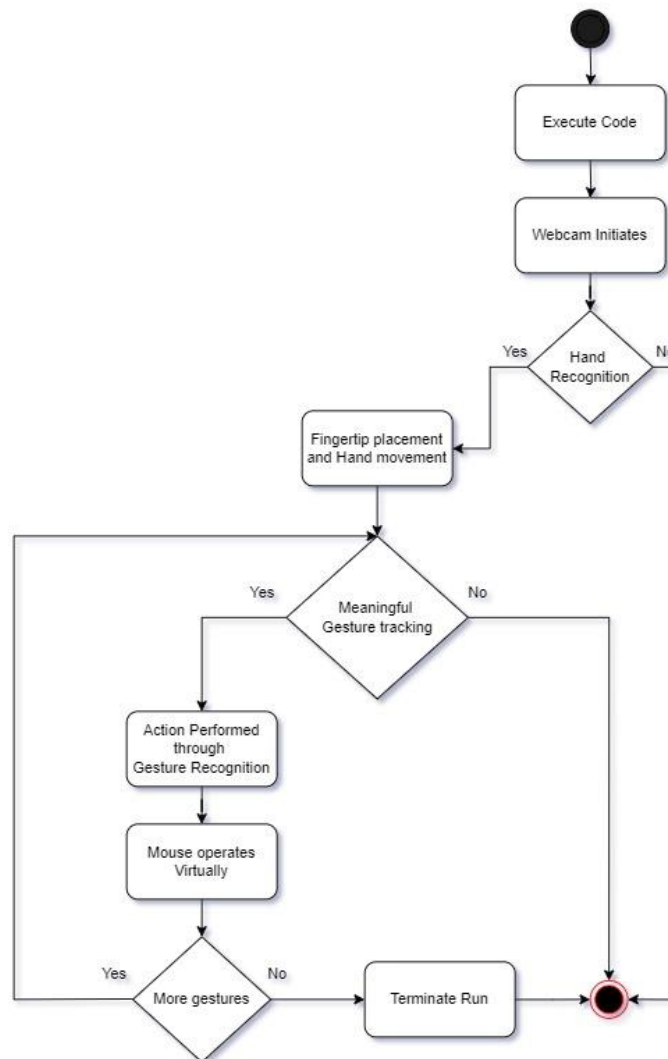 Execute Code
Webcam Initiates
Yes
Hand
Recognition
Fingertip placement
and Hand movement
Yes
No
Meaningful
Gesture tracking
Action Performed
through
Gesture Recognition
Mouse operates
Virtually
Yes
No
More gestures
Terminate Run